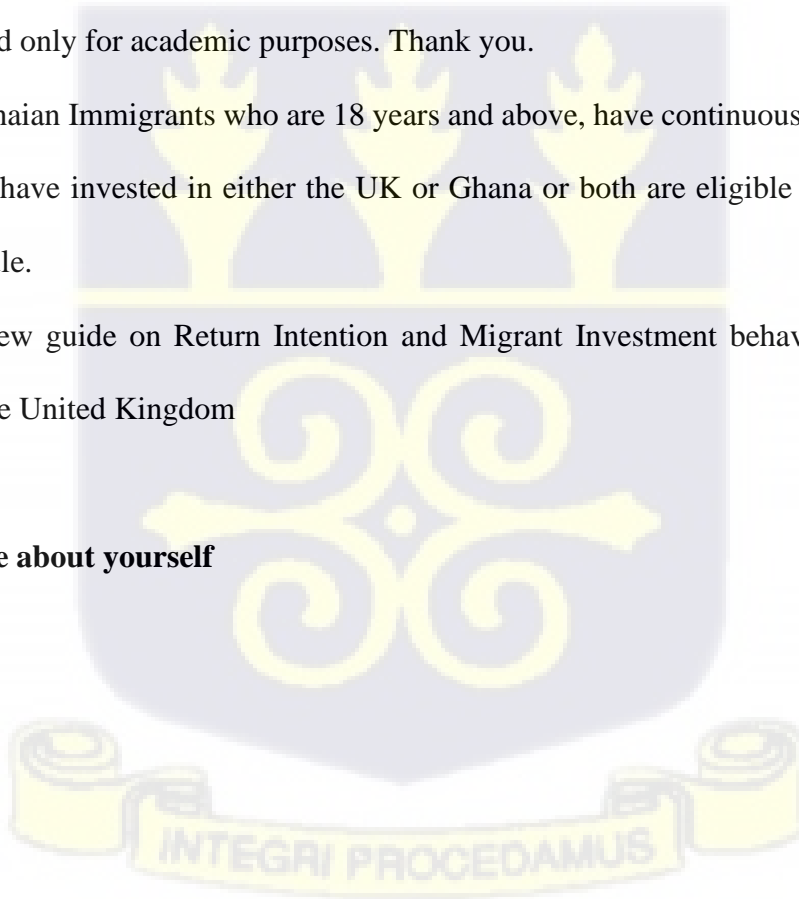 d only for academic purposes. Thank you.
naian Immigrants who are 18 years and above, have continuous
have invested in either the UK or Ghana or both are eligible
le.
ew guide on Return Intention and Migrant Investment behav
e United Kingdom
e about yourself
INTEGRI PROCEDAMUS